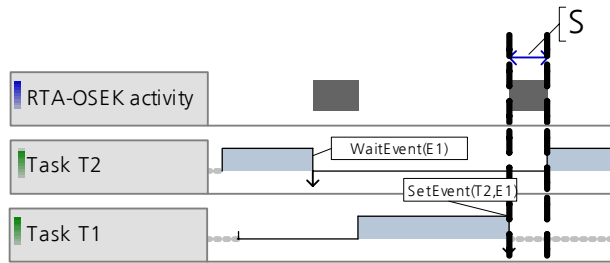 S
RTA-OSEK activity
WaitEvent(E1)
Task T2
SetEvent(T2,E1)
Task T1